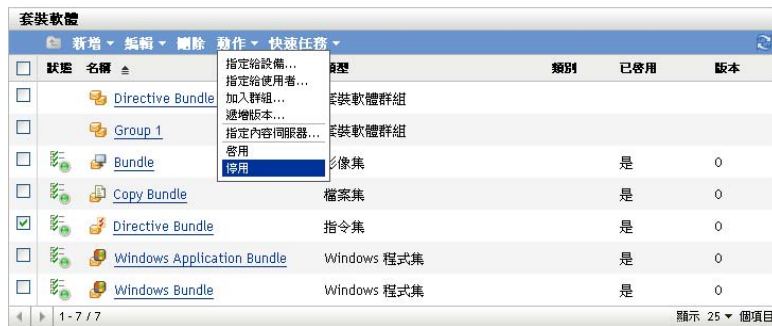 套裝軟體
新增 編輯 刪除 動作 快速任務
狀態 名稱 類型 類別 已啓用 版本
指定給設備...
指定給使用者...
加入群組...
遞增版本...
指定內容伺服器...
啓用
停用
Directive Bundle 套裝軟體群組
Group 1 套裝軟體群組
Bundle 影像集 是 0
Copy Bundle 檔案集 是 0
Directive Bundle 指令集 是 0
Windows Application Bundle Windows 程式集 是 0
Windows Bundle Windows 程式集 是 0
1 - 7 / 7 顯示 25 個項目